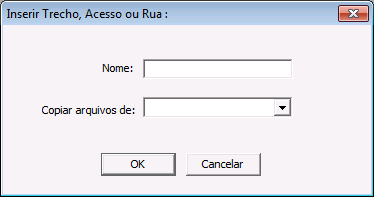 Inserir Trecho, Acesso ou Rua :
Nome:
Copiar arquivos de:
OK
Cancelar